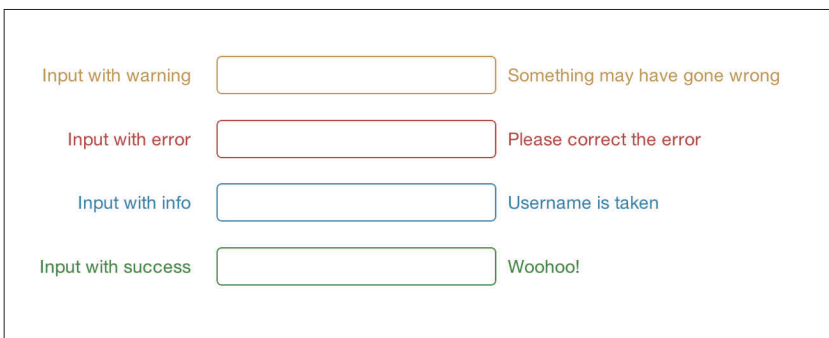 Input with warning Something may have gone wrong
Input with error Please correct the error
Input with info Username is taken
Input with success Woohoo!